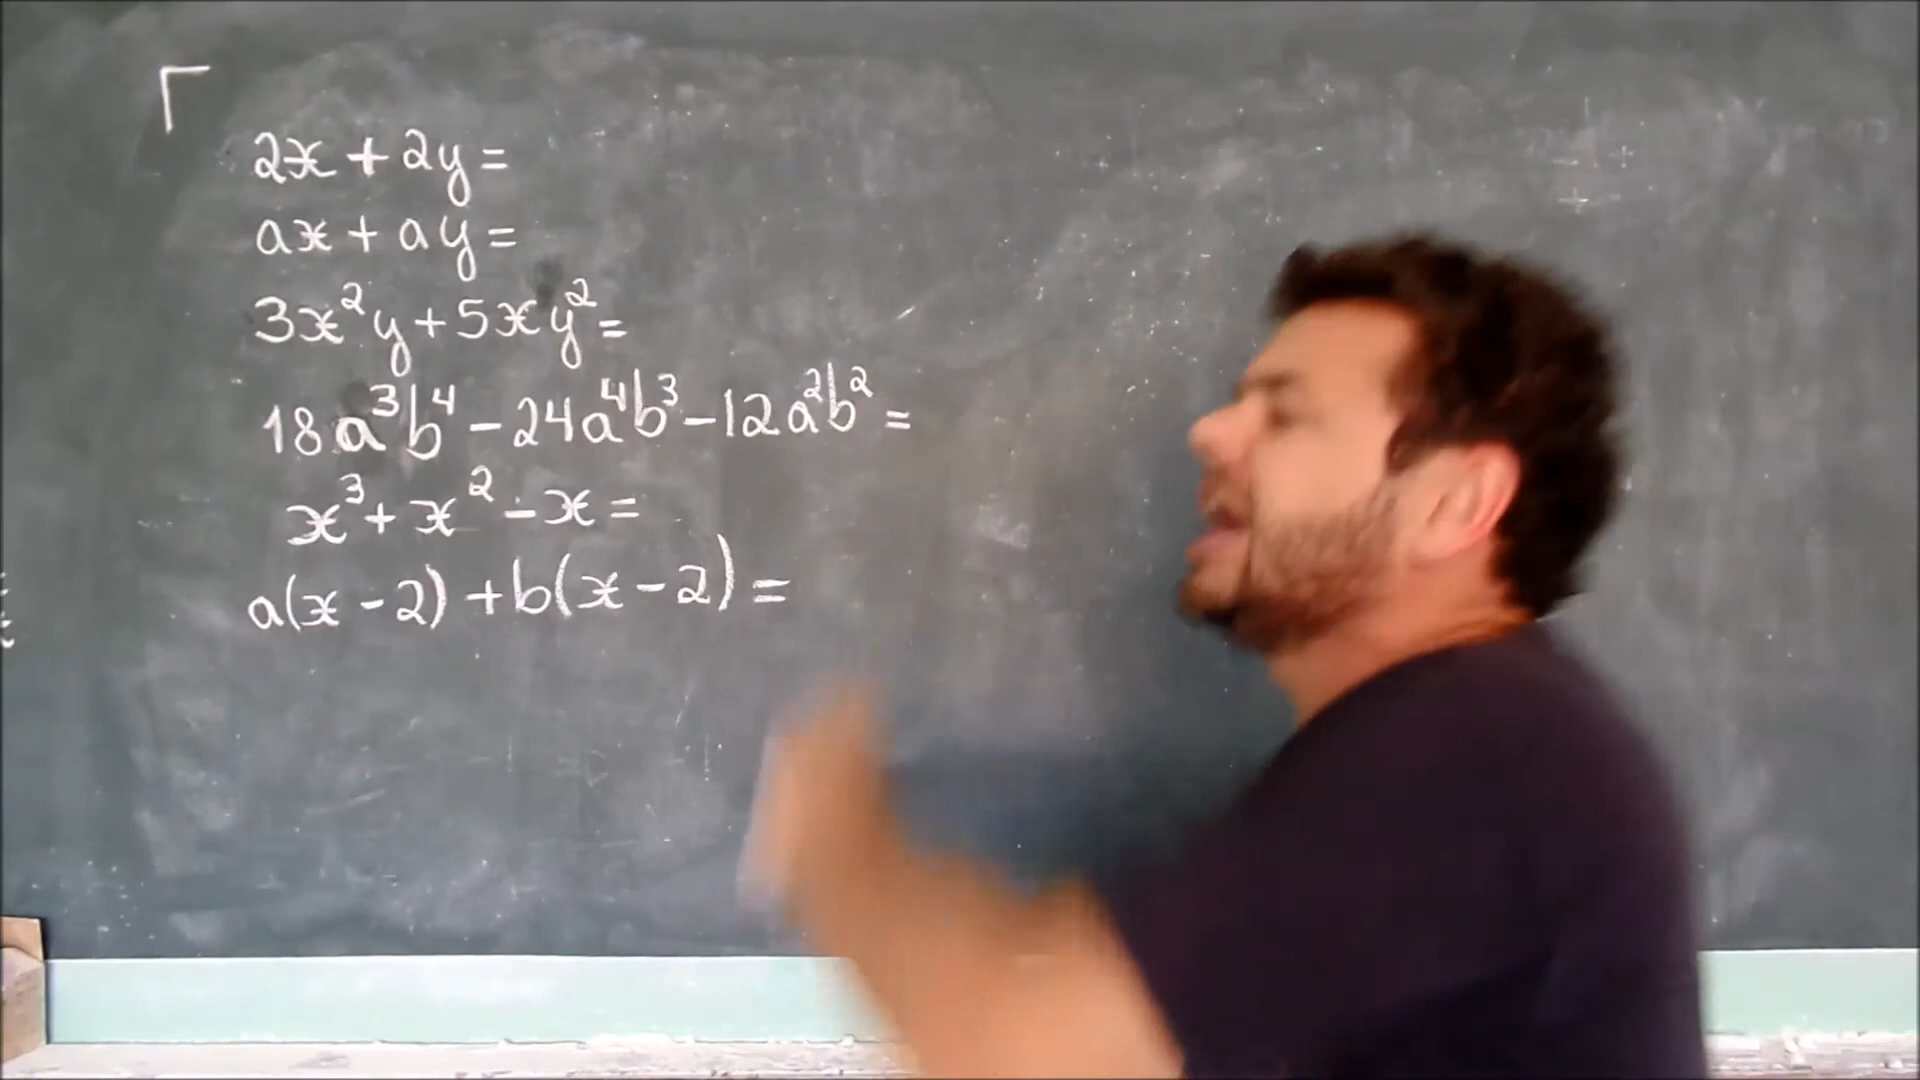 2x + 2y =
ax + ay =
3x²y + 5xy² =
18a³b⁴ - 24a⁴b³ - 12a²b² =
x³ + x² - x =
a(x - 2) + b(x - 2) =